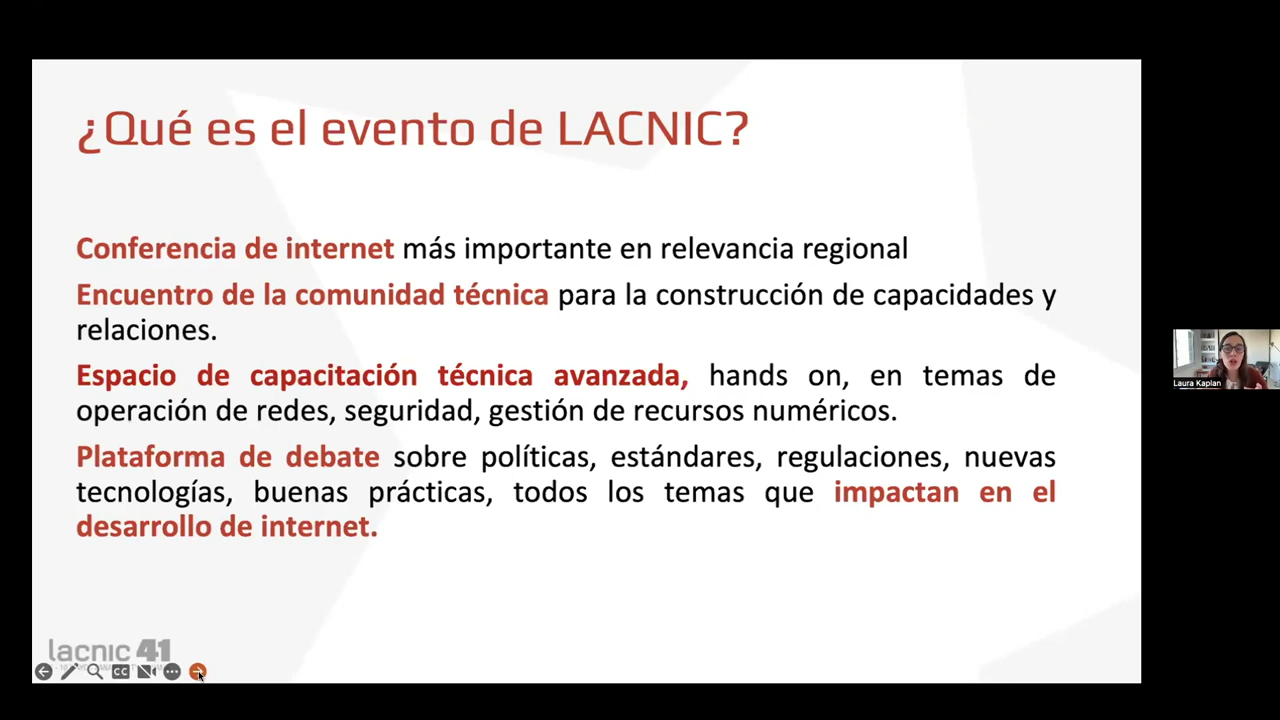 ¿Qué es el evento de LACNIC?
Conferencia de internet más importante en relevancia regional
Encuentro de la comunidad técnica para la construcción de capacidades y
relaciones.
Espacio de capacitación técnica avanzada, hands on, en temas de
operación de redes, seguridad, gestión de recursos numéricos.
Plataforma de debate sobre políticas, estándares, regulaciones, nuevas
tecnologías, buenas prácticas, todos los temas que impactan en el
desarrollo de internet.
lacnic 41
CC
Laura Kaplan